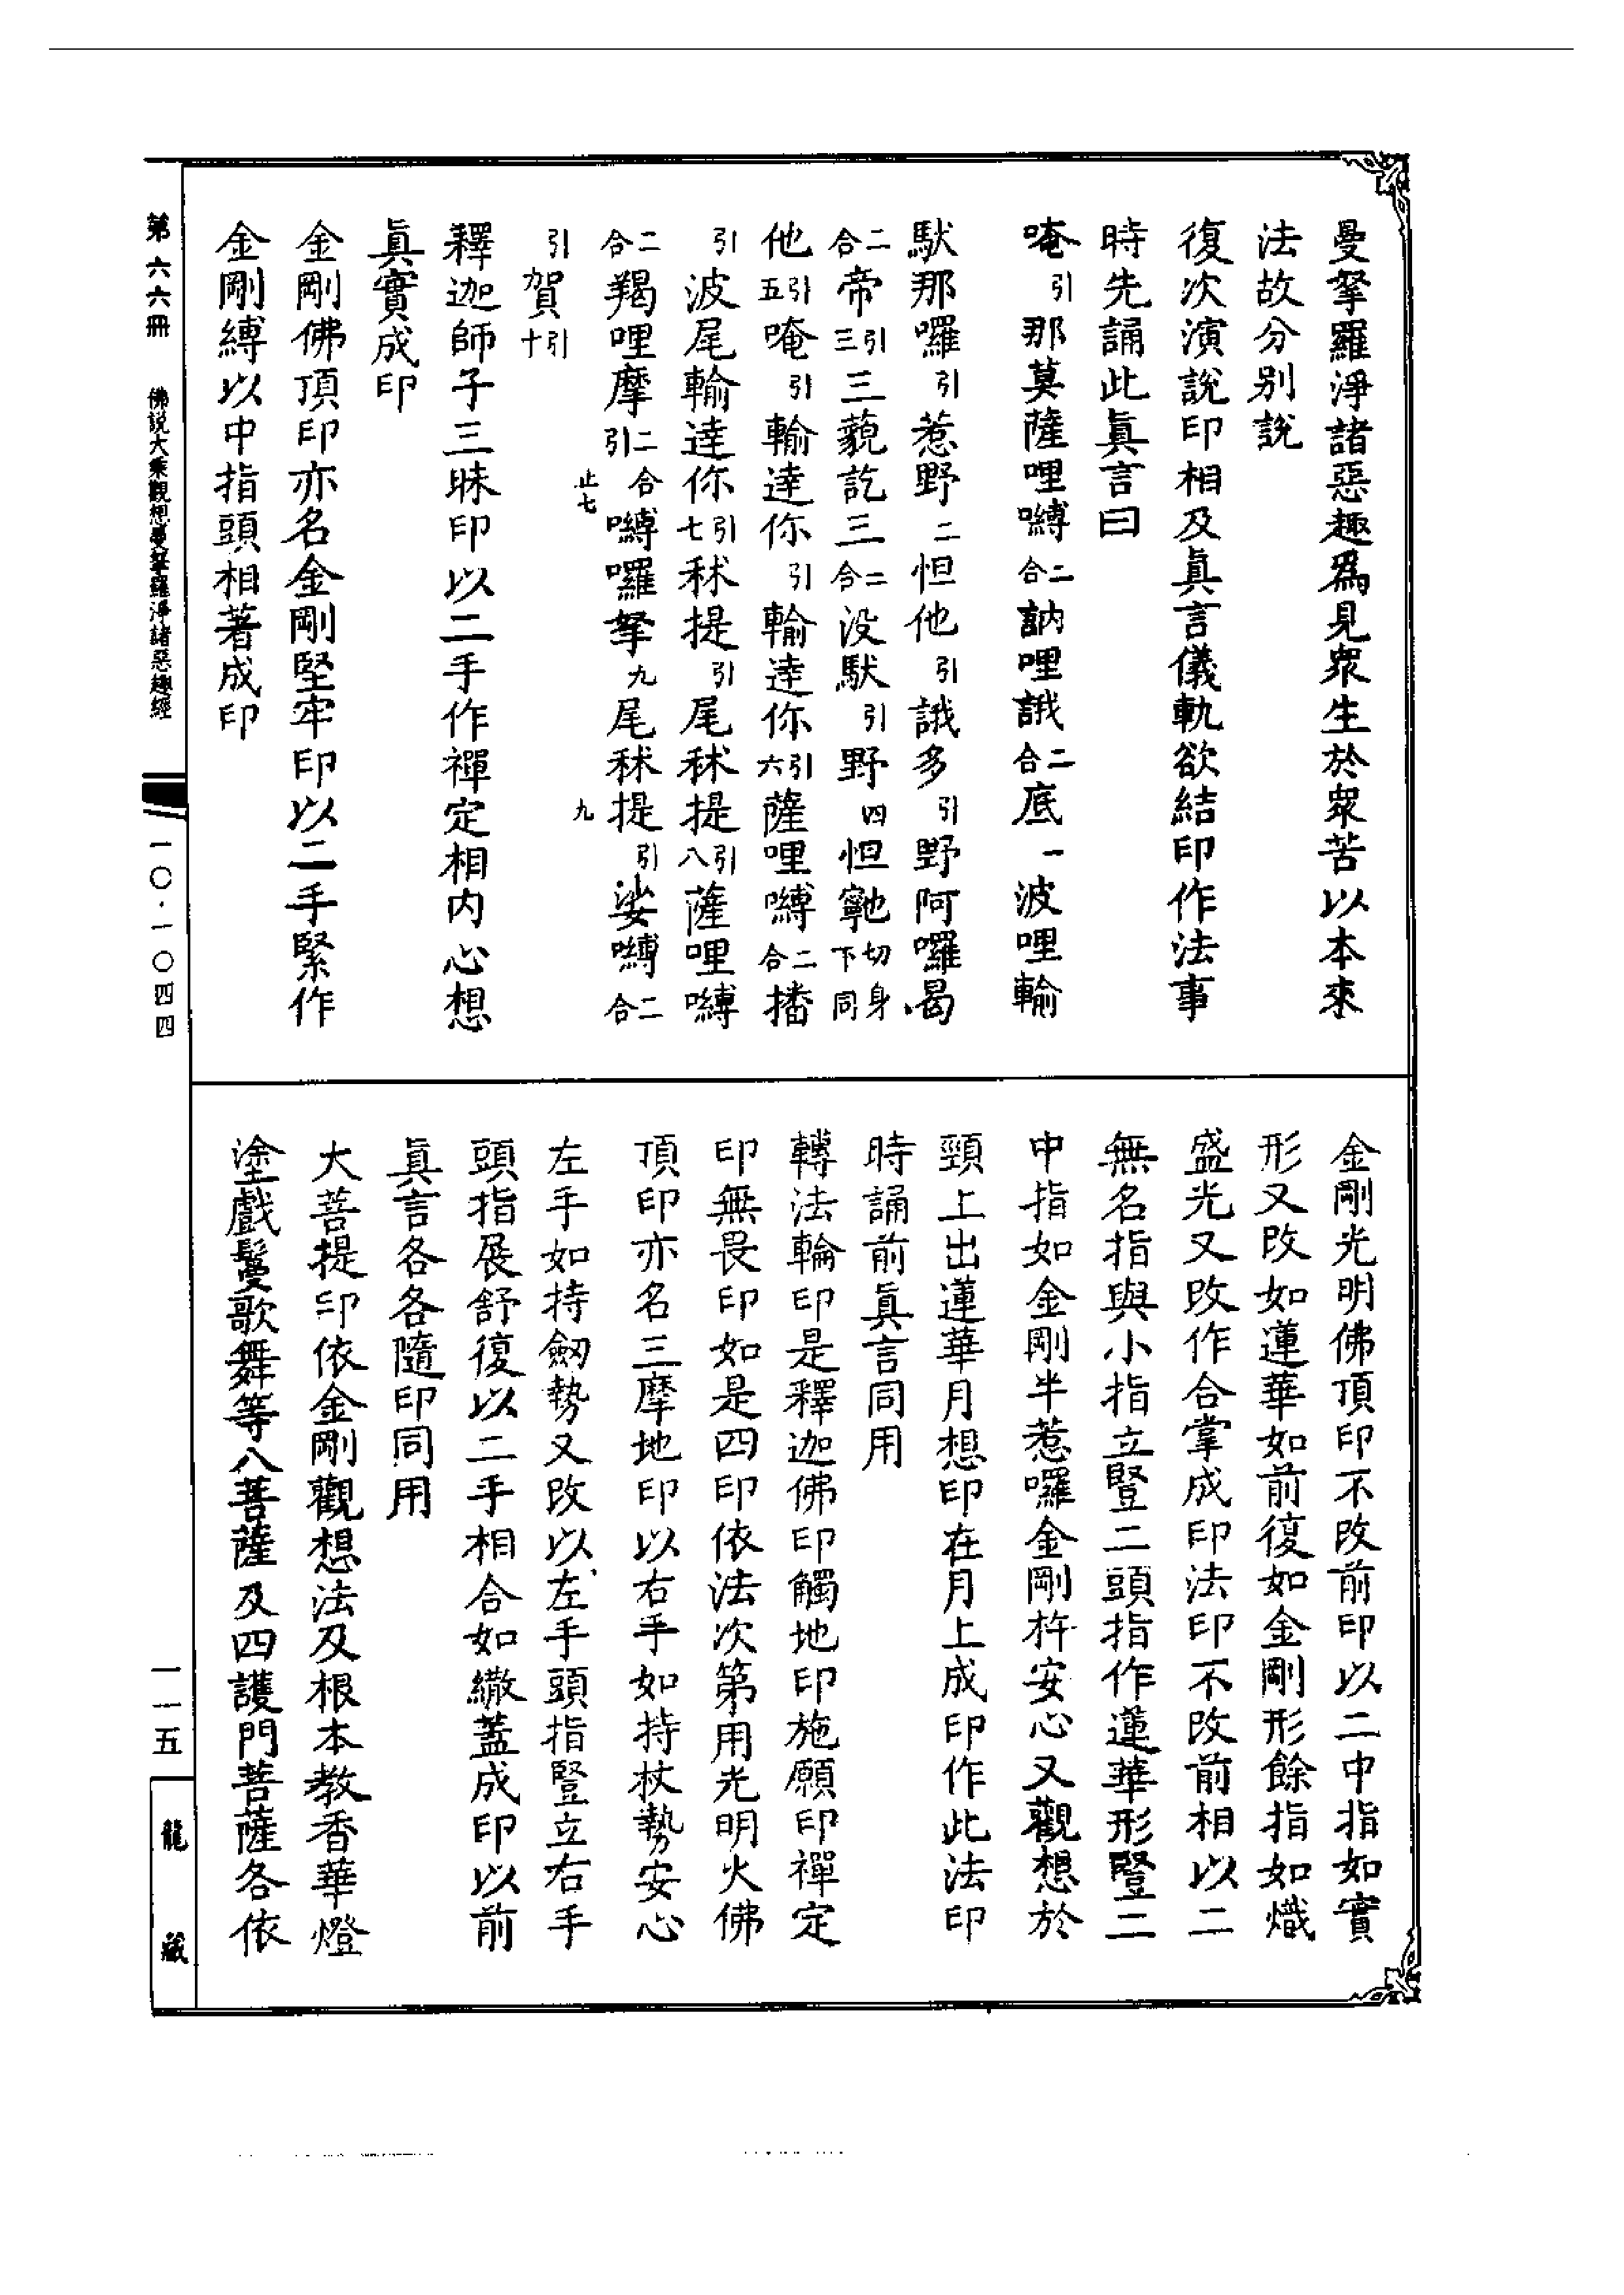 曼拏羅淨諸惡趣爲見衆生於衆苦以本來
法故分別說
復次演說印相及眞言儀軌欲結印作法事
時先誦此眞言曰
唵引那莫薩哩嚩二合訥哩誐二合底一波哩輸
馱那囉引惹野二怛他引誐多引野阿囉曷
二合帝引三三藐訖三二合没馱引野四怛寧也切身下同
他引五唵引輸達你引輸達你引六薩哩嚩二合播
引波尾輸達你引七秫提引尾秫提引八薩哩嚩
二合羯哩摩二合引嚩囉拏九尾秫提引娑嚩二合
引賀引十
釋迦師子三昧印以二手作禪定相内心想
眞實成印
金剛佛頂印亦名金剛堅牢印以二手緊作
金剛縛以中指頭相著成印
金剛光明佛頂印不改前印以二中指如寶
形又改如蓮華如前復如金剛形餘指如熾
盛光又改作合掌成印法印不改前相以二
無名指與小指立豎二頭指作蓮華形豎二
中指如金剛半惹囉金剛杵安心又觀想於
頸上出蓮華月想印在月上成印作此法印
時誦前眞言同用
轉法輪印是釋迦佛印觸地印施願印禪定
印無畏印如是四印依法次第用光明火佛
頂印亦名三摩地印以右手如持杖勢安心
左手如持劒勢又改以左手頭指豎立右手
頭指展舒復以二手相合如繖蓋成印以前
眞言各各隨印同用
大菩提印依金剛觀想法及根本教香華燈
塗戲鬘歌舞等八菩薩及四護門菩薩各依
第六六冊
佛說大乘觀想曼拏羅淨諸惡趣經
一〇·一〇四四
一一五
龍藏